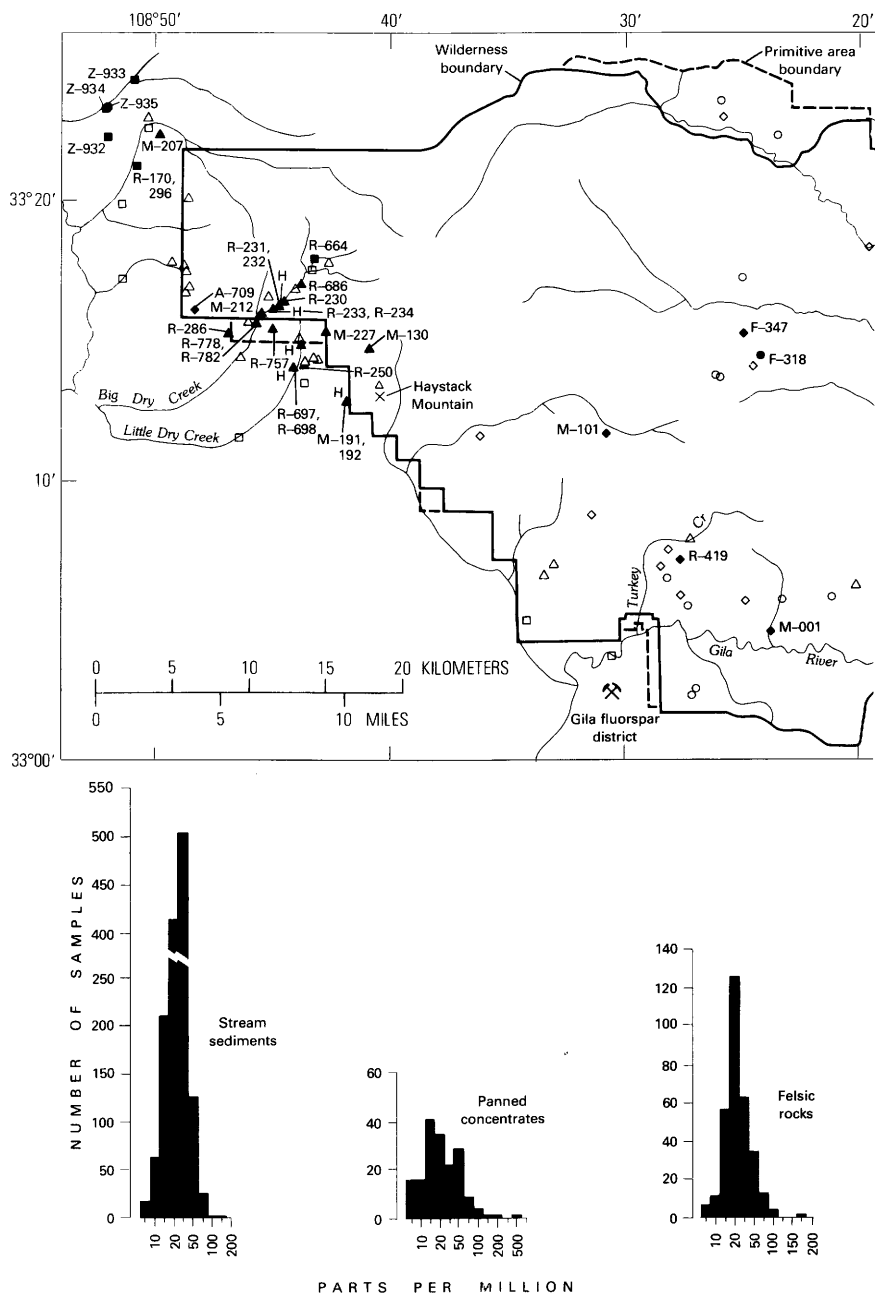 108°50'
40'
30'
20'
Wilderness
boundary
Primitive area
boundary
Z–933
Z–934
Z–935
Z–932
M–207
R–170,
296
33°20'
R–231,
232
H
R–664
A–709
M–212
R–686
R–230
H
R–233, R–234
R–286
R–778,
R–782
R–757
H
M–227
M–130
F–347
F–318
H
R–250
H
Haystack
Mountain
Big Dry Creek
Little Dry Creek
R–697,
R–698
M–191,
192
M–101
10'
Cr
R–419
Turkey
M–001
Gila River
0 5 10 15 20 KILOMETERS
0 5 10 MILES
Gila fluorspar
district
33°00'
NUMBER OF SAMPLES
550
500
450
400
250
200
150
100
50
0
Stream
sediments
10 20 50 100 200
60
40
20
0
Panned
concentrates
10 20 50 100 500
140
120
100
80
60
40
20
0
Felsic
rocks
10 20 50 100 150 200
PARTS PER MILLION